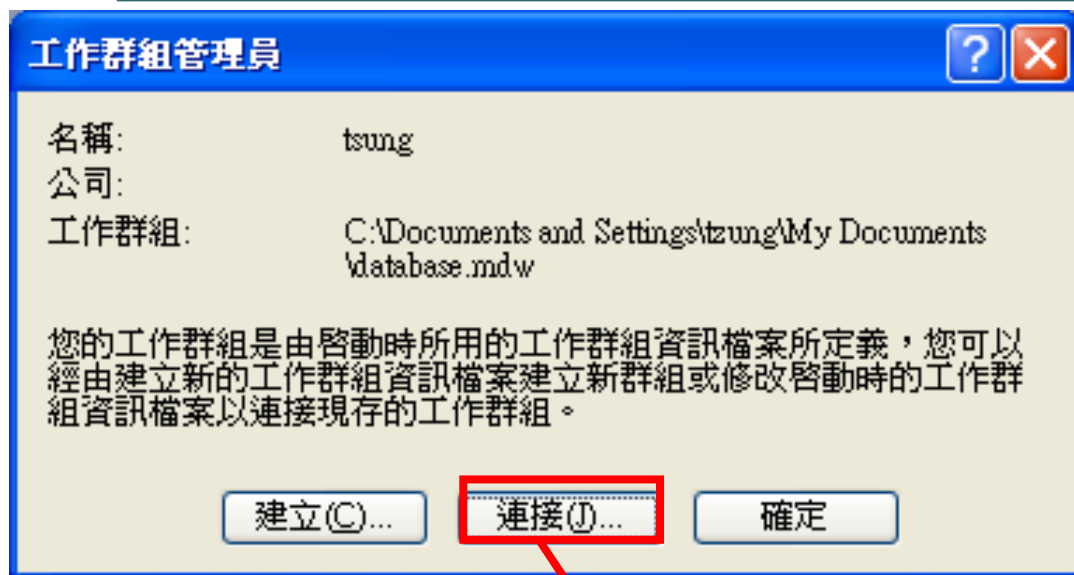 工作群組管理員
名稱: tsung
公司:
工作群組: C:\Documents and Settings\tzung\My Documents
\database.mdw
您的工作群組是由啓動時所用的工作群組資訊檔案所定義，您可以
經由建立新的工作群組資訊檔案建立新群組或修改啓動時的工作群
組資訊檔案以連接現存的工作群組。
建立(C)... 連接(J)... 確定